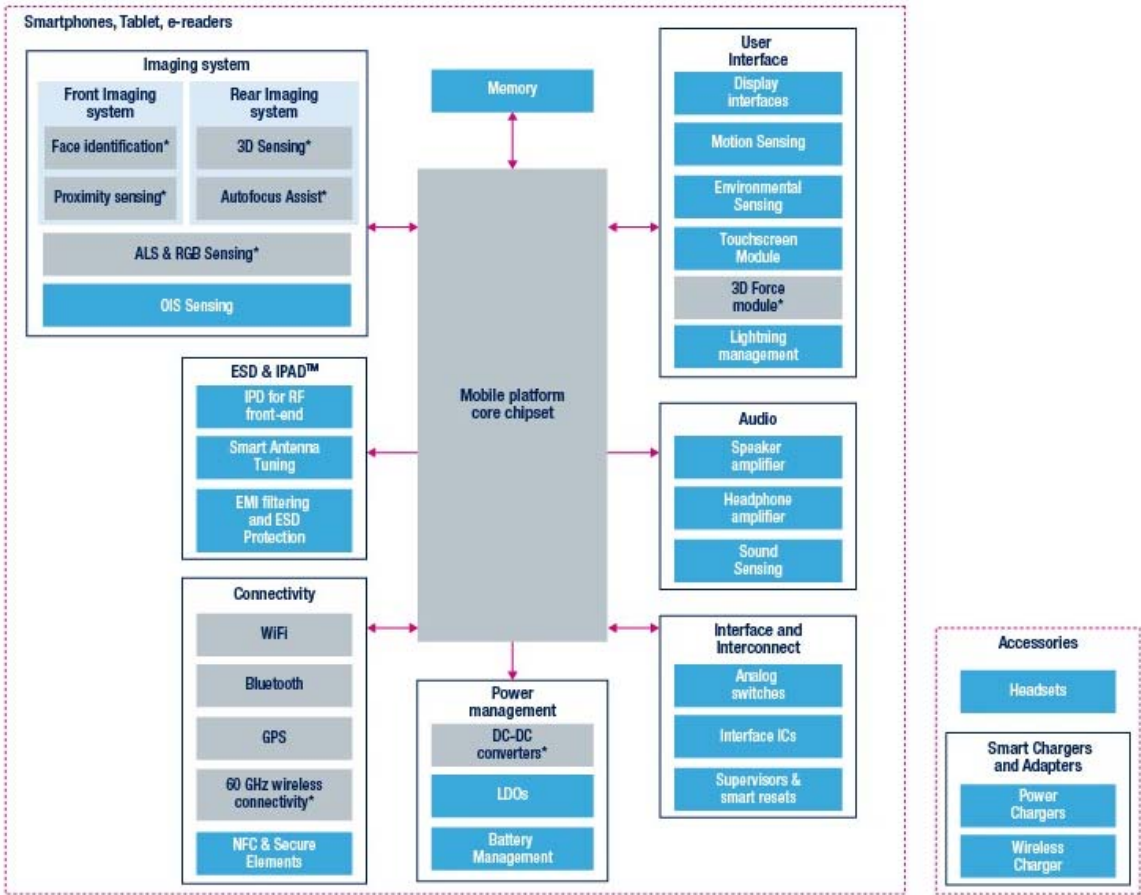 Smartphones, Tablet, e-readers
Imaging system
Front Imaging
system
Face identification*
Proximity sensing*
Rear Imaging
system
3D Sensing*
Autofocus Assist*
ALS & RGB Sensing*
OIS Sensing
Memory
Mobile platform
core chipset
User
Interface
Display
interfaces
Motion Sensing
Environmental
Sensing
Touchscreen
Module
3D Force
module*
Lightning
management
ESD & IPAD™
IPD for RF
front-end
Smart Antenna
Tuning
EMI filtering
and ESD
Protection
Audio
Speaker
amplifier
Headphone
amplifier
Sound
Sensing
Connectivity
WiFi
Bluetooth
GPS
60 GHz wireless
connectivity*
NFC & Secure
Elements
Power
management
DC-DC
converters*
LDOs
Battery
Management
Interface and
Interconnect
Analog
switches
Interface ICs
Supervisors &
smart resets
Accessories
Headsets
Smart Chargers
and Adapters
Power
Chargers
Wireless
Charger